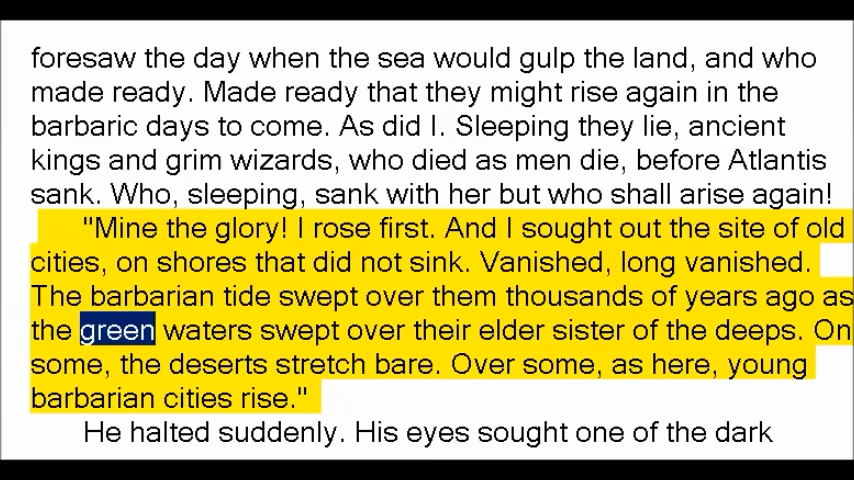 foresaw the day when the sea would gulp the land, and who
made ready. Made ready that they might rise again in the
barbaric days to come. As did I. Sleeping they lie, ancient
kings and grim wizards, who died as men die, before Atlantis
sank. Who, sleeping, sank with her but who shall arise again!
"Mine the glory! I rose first. And I sought out the site of old
cities, on shores that did not sink. Vanished, long vanished.
The barbarian tide swept over them thousands of years ago as
the green waters swept over their elder sister of the deeps. On
some, the deserts stretch bare. Over some, as here, young
barbarian cities rise."
He halted suddenly. His eyes sought one of the dark